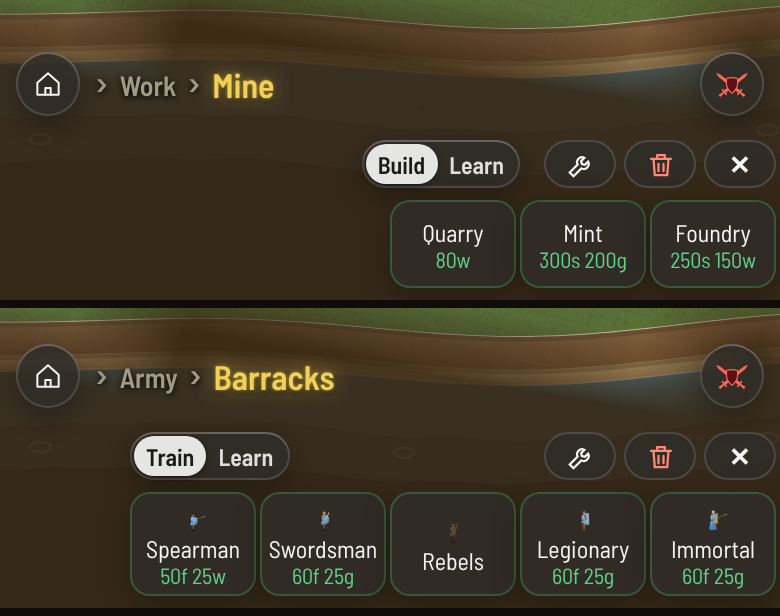 › Work › Mine
Build Learn
Quarry Mint Foundry
80w 300s 200g 250s 150w
› Army › Barracks
Train Learn
Spearman Swordsman Rebels Legionary Immortal
50f 25w 60f 25g 60f 25g 60f 25g